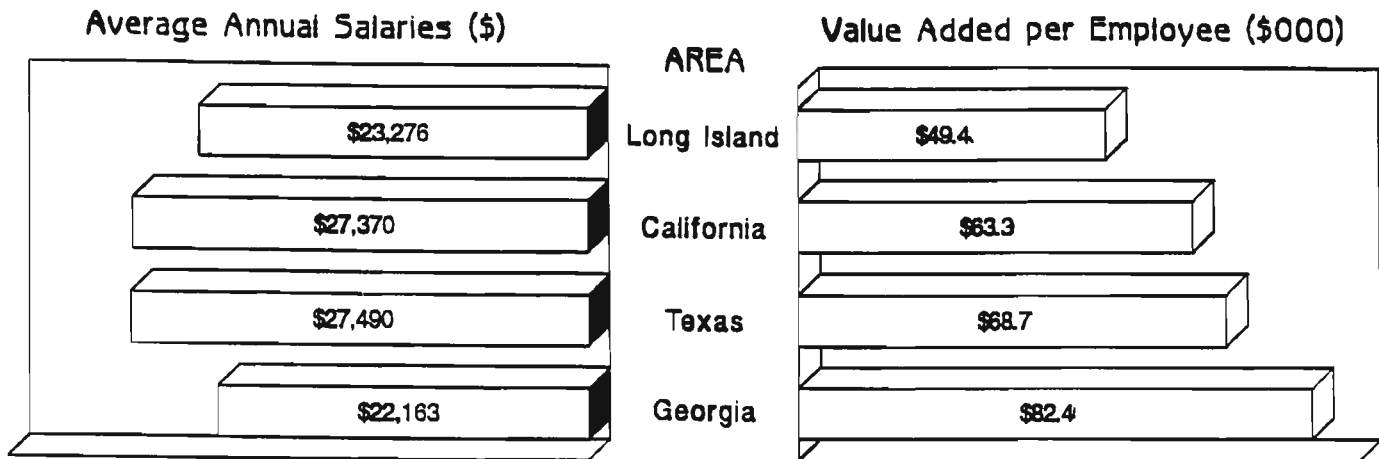 Average Annual Salaries ($)
Value Added per Employee ($000)
AREA
$23,276
Long Island
$49.4
$27,370
California
$63.3
$27,490
Texas
$68.7
$22,163
Georgia
$82.4